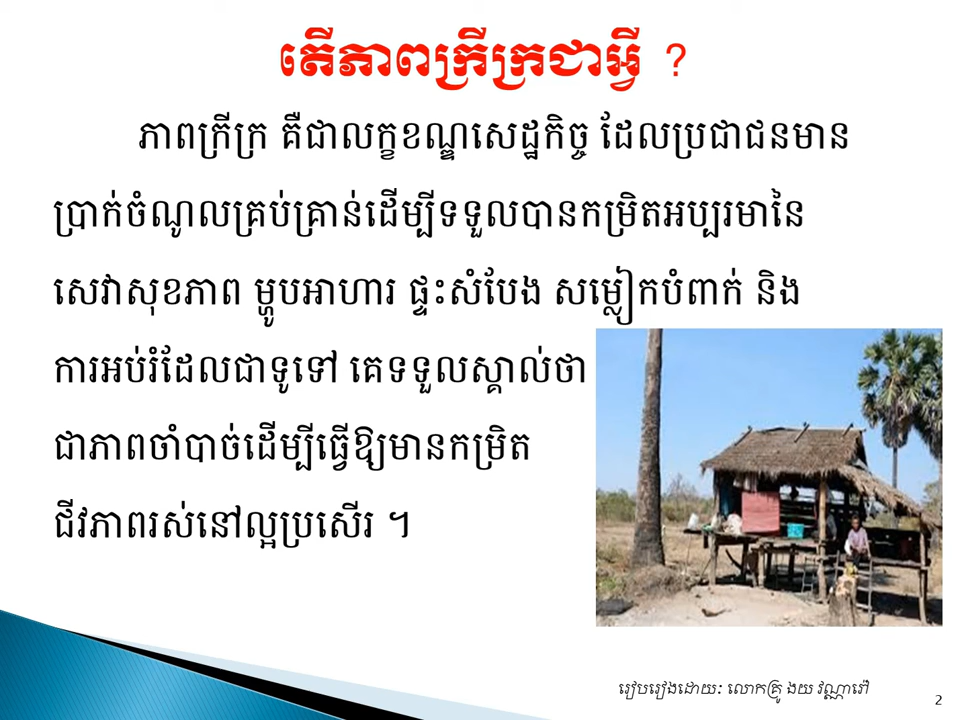 តើភាពក្រីក្រជាអ្វី ?
ភាពក្រីក្រ គឺជាលក្ខខណ្ឌសេដ្ឋកិច្ច ដែលប្រជាជនមាន
ប្រាក់ចំណូលគ្រប់គ្រាន់ដើម្បីទទួលបានកម្រិតអប្បរមានៃ
សេវាសុខភាព ម្ហូបអាហារ ផ្ទះសំបែង សម្លៀកបំពាក់ និង
ការអប់រំដែលជាទូទៅ គេទទួលស្គាល់ថា
ជាភាពចាំបាច់ដើម្បីធ្វើឱ្យមានកម្រិត
ជីវភាពរស់នៅល្អប្រសើរ ។
រៀបរៀងដោយៈ លោកគ្រូ ងយ វណ្ណាវៅ
2